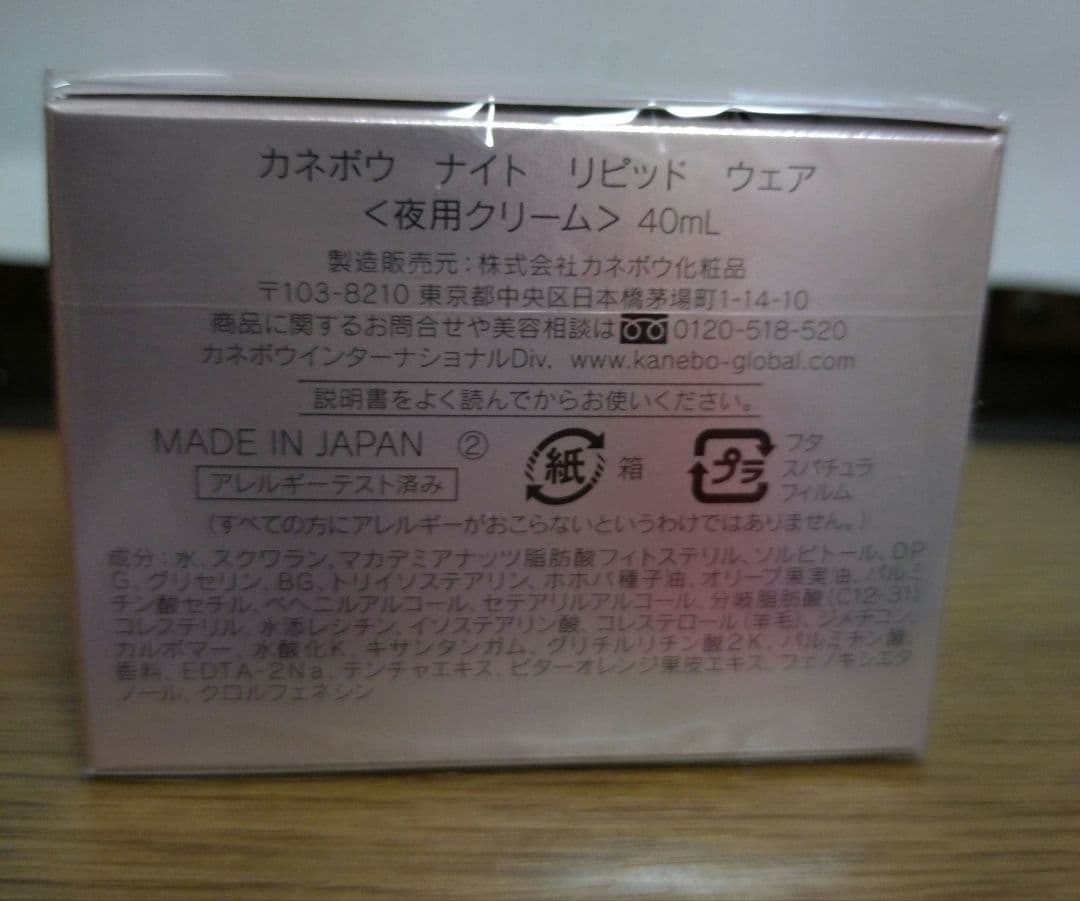 カネボウ ナイト リピッド ウェア
<夜用クリーム> 40mL
製造販売元:株式会社カネボウ化粧品
〒103-8210 東京都中央区日本橋茅場町1-14-10
商品に関するお問合せや美容相談は 0120-518-520
カネボウインターナショナルDiv. www.kanebo-global.com
説明書をよく読んでからお使いください。
MADE IN JAPAN ②
アレルギーテスト済み
紙 箱
プラ フタ
スパチュラ
フィルム
(すべての方にアレルギーがおこらないというわけではありません。)
成分:水、スクワラン、マカデミアナッツ脂肪酸フィトステリル、ソルビトール、DP
G、グリセリン、BG、トリイソステアリン、ホホバ種子油、オリーブ果実油、パルミ
チン酸セチル、ベヘニルアルコール、セテアリルアルコール、分岐脂肪酸(C12-31)
コレステリル、水添レシチン、イソステアリン酸、コレステロール(羊毛)、ジメチコン、
カルボマー、水酸化K、キサンタンガム、グリチルリチン酸2K、パルミチン酸、
香料、EDTA-2Na、テンチャエキス、ビターオレンジ果皮エキス、フェノキシエタ
ノール、クロルフェネシン